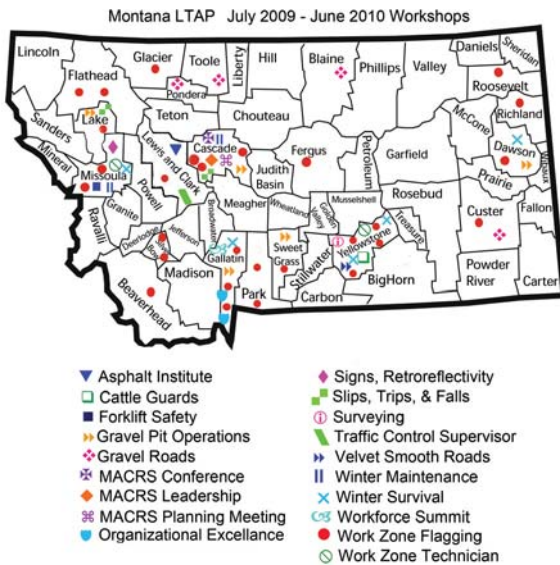 Montana LTAP July 2009 - June 2010 Workshops
Lincoln
Flathead
Glacier
Toole
Liberty
Hill
Blaine
Phillips
Valley
Daniels
Sheridan
Roosevelt
Pondera
Richland
Lake
Sanders
Teton
Chouteau
McCone
Mineral
Missoula
Lewis and Clark
Cascade
Fergus
Petroleum
Garfield
Dawson
Wibaux
Powell
Judith
Basin
Prairie
Granite
Ravalli
Meagher
Wheatland
Golden
Valley
Musselshell
Rosebud
Treasure
Custer
Fallon
Jefferson
Broadwater
Gallatin
Sweet
Grass
Stillwater
Yellowstone
Madison
Beaverhead
Park
Carbon
BigHorn
Powder
River
Carter
Asphalt Institute
Cattle Guards
Forklift Safety
Gravel Pit Operations
Gravel Roads
MACRS Conference
MACRS Leadership
MACRS Planning Meeting
Organizational Excellance
Signs, Retroreflectivity
Slips, Trips, & Falls
Surveying
Traffic Control Supervisor
Velvet Smooth Roads
Winter Maintenance
Winter Survival
Workforce Summit
Work Zone Flagging
Work Zone Technician